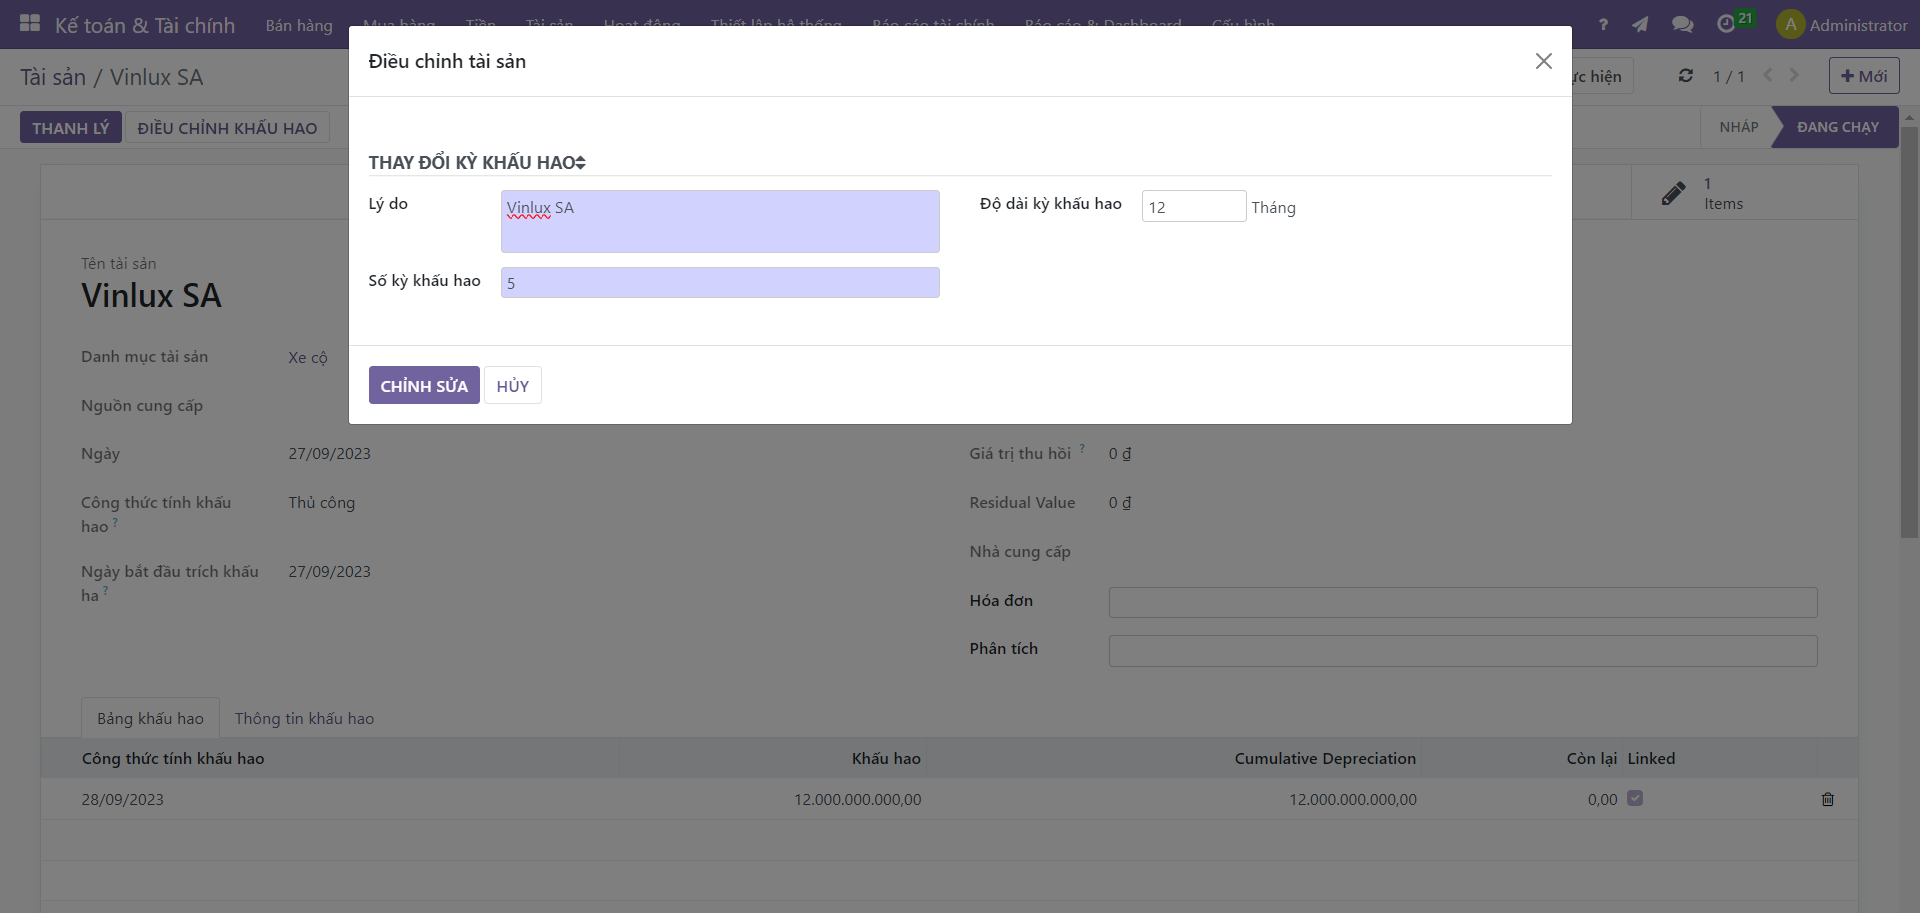 Kế toán & Tài chính Bán hàng Mua hàng Tiền Tài sản Hoạt động Thiết lập hệ thống Báo cáo tài chính Báo cáo & Dashboard Cấu hình ? 21 A Administrator
Điều chỉnh tài sản
Tài sản / Vinlux SA
ực hiện 1 / 1 Mới
THANH LÝ ĐIỀU CHỈNH KHẤU HAO
NHÁP ĐANG CHẠY
THAY ĐỔI KỲ KHẤU HAO
Lý do Vinlux SA
Độ dài kỳ khấu hao 12 Tháng
1
Items
Số kỳ khấu hao 5
Tên tài sản
Vinlux SA
Danh mục tài sản Xe cộ
CHỈNH SỬA HỦY
Nguồn cung cấp
Ngày 27/09/2023
Giá trị thu hồi ? 0 ₫
Công thức tính khấu
hao ? Thủ công
Residual Value 0 ₫
Nhà cung cấp
Ngày bắt đầu trích khấu
ha ? 27/09/2023
Hóa đơn
Phân tích
Bảng khấu hao Thông tin khấu hao
Công thức tính khấu hao Khấu hao Cumulative Depreciation Còn lại Linked
28/09/2023 12.000.000.000,00 12.000.000.000,00 0,00